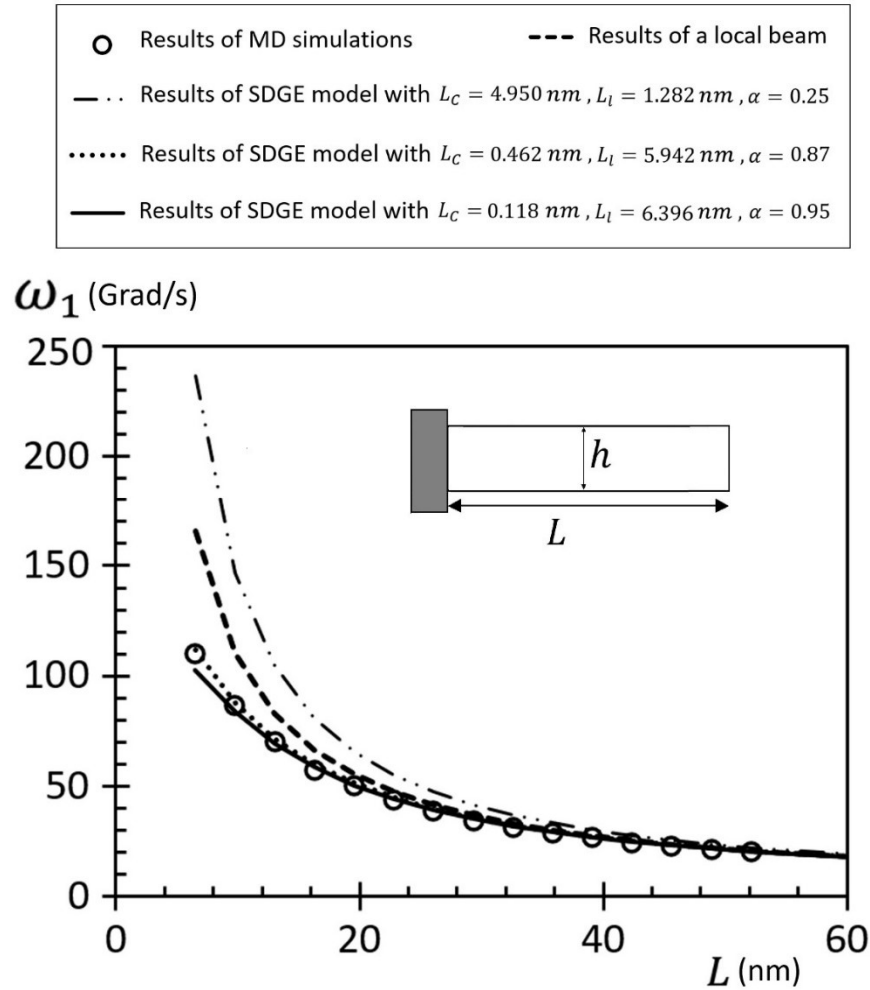 Results of MD simulations
Results of a local beam
Results of SDGE model with L_C = 4.950 nm , L_l = 1.282 nm , α = 0.25
Results of SDGE model with L_C = 0.462 nm , L_l = 5.942 nm , α = 0.87
Results of SDGE model with L_C = 0.118 nm , L_l = 6.396 nm , α = 0.95
ω₁ (Grad/s)
250
200
150
100
50
0
h
L
0 20 40 60
L (nm)